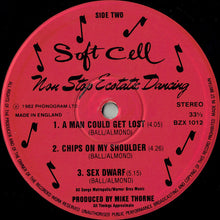 SIDE TWO
Soft Cell
Non Stop Ecstatic Dancing
℗ 1982 PHONOGRAM LTD
MADE IN ENGLAND
STEREO
33⅓
BZX 1012
1. A MAN COULD GET LOST (4.05)
(BALL/ALMOND)
2. CHIPS ON MY SHOULDER (4.26)
(BALL/ALMOND)
3. SEX DWARF (5.15)
(BALL/ALMOND)
All Songs Metropolis/Warner Bros Music
PRODUCED BY MIKE THORNE
All Things Appreciate